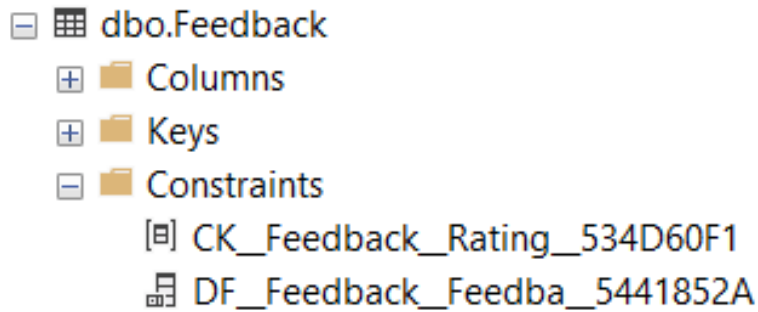 dbo.Feedback
Columns
Keys
Constraints
CK__Feedback__Rating__534D60F1
DF__Feedback__Feedba__5441852A